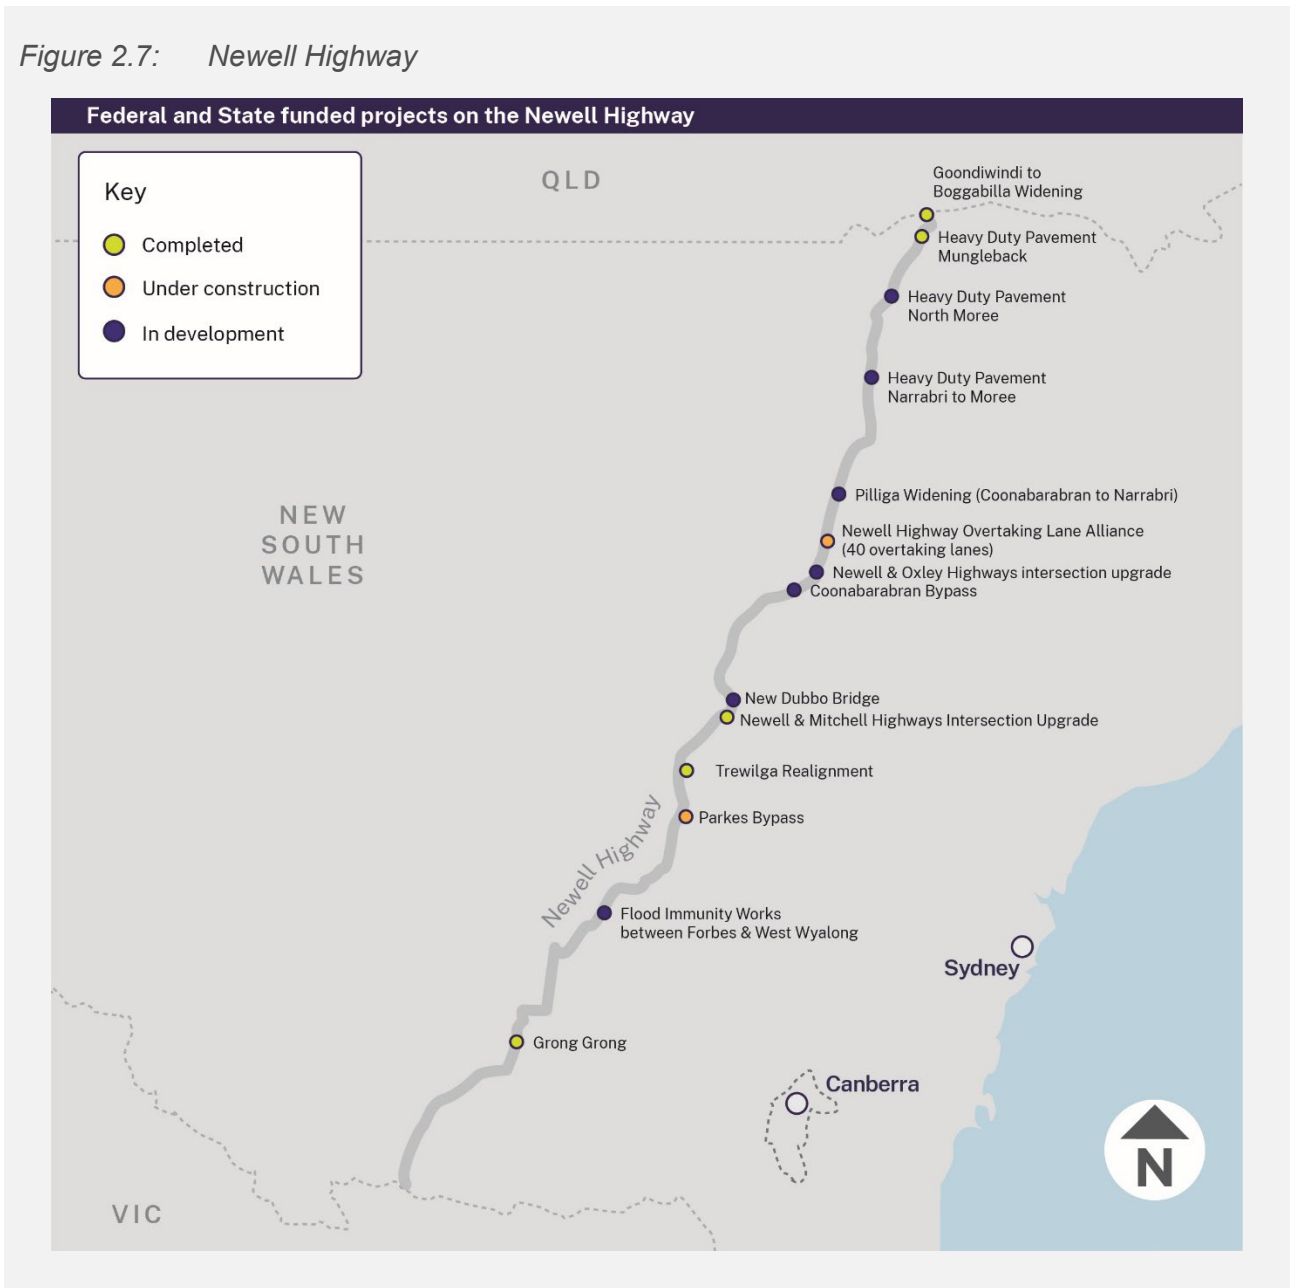 Figure 2.7: Newell Highway
Federal and State funded projects on the Newell Highway
Key
Completed
Under construction
In development
QLD
Goondiwindi to
Boggabilla Widening
Heavy Duty Pavement
Mungleback
Heavy Duty Pavement
North Moree
Heavy Duty Pavement
Narrabri to Moree
Pilliga Widening (Coonabarabran to Narrabri)
NEW
SOUTH
WALES
Newell Highway Overtaking Lane Alliance
(40 overtaking lanes)
Newell & Oxley Highways intersection upgrade
Coonabarabran Bypass
New Dubbo Bridge
Newell & Mitchell Highways Intersection Upgrade
Trewilga Realignment
Parkes Bypass
Newell Highway
Flood Immunity Works
between Forbes & West Wyalong
Sydney
Grong Grong
Canberra
N
VIC